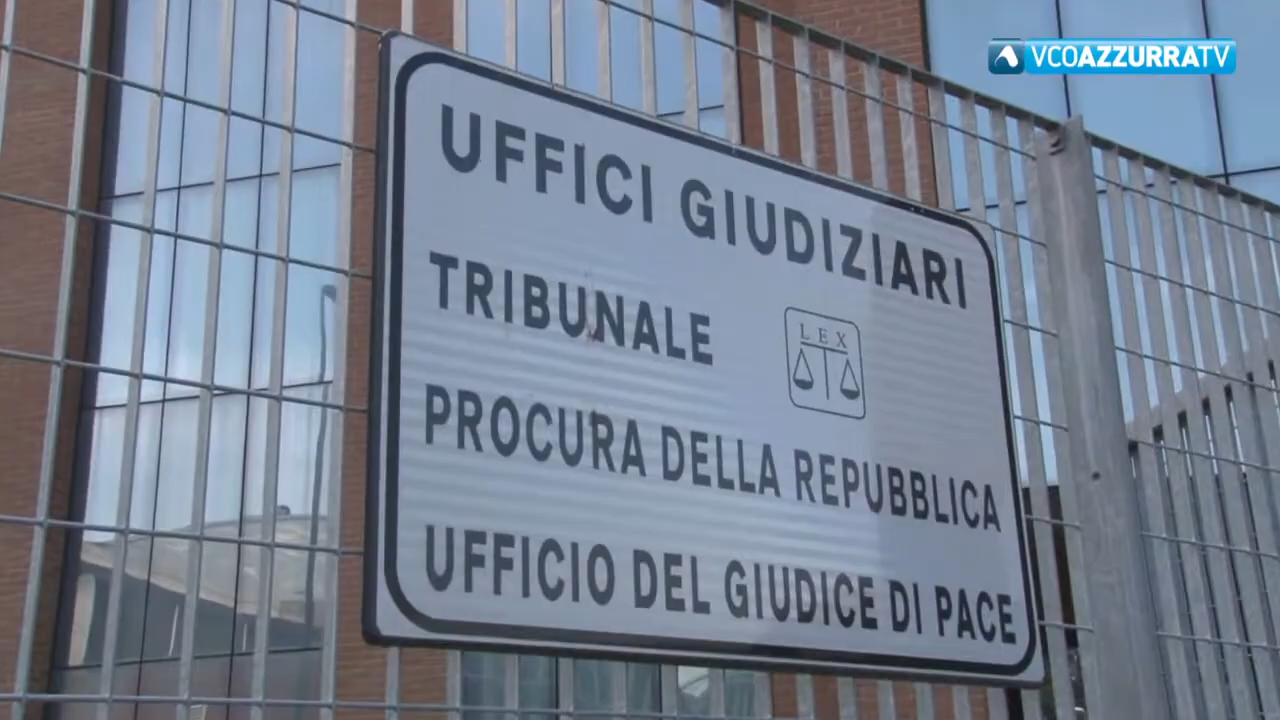 VCOAZZURRATV
UFFICI GIUDIZIARI
TRIBUNALE
LEX
PROCURA DELLA REPUBBLICA
UFFICIO DEL GIUDICE DI PACE